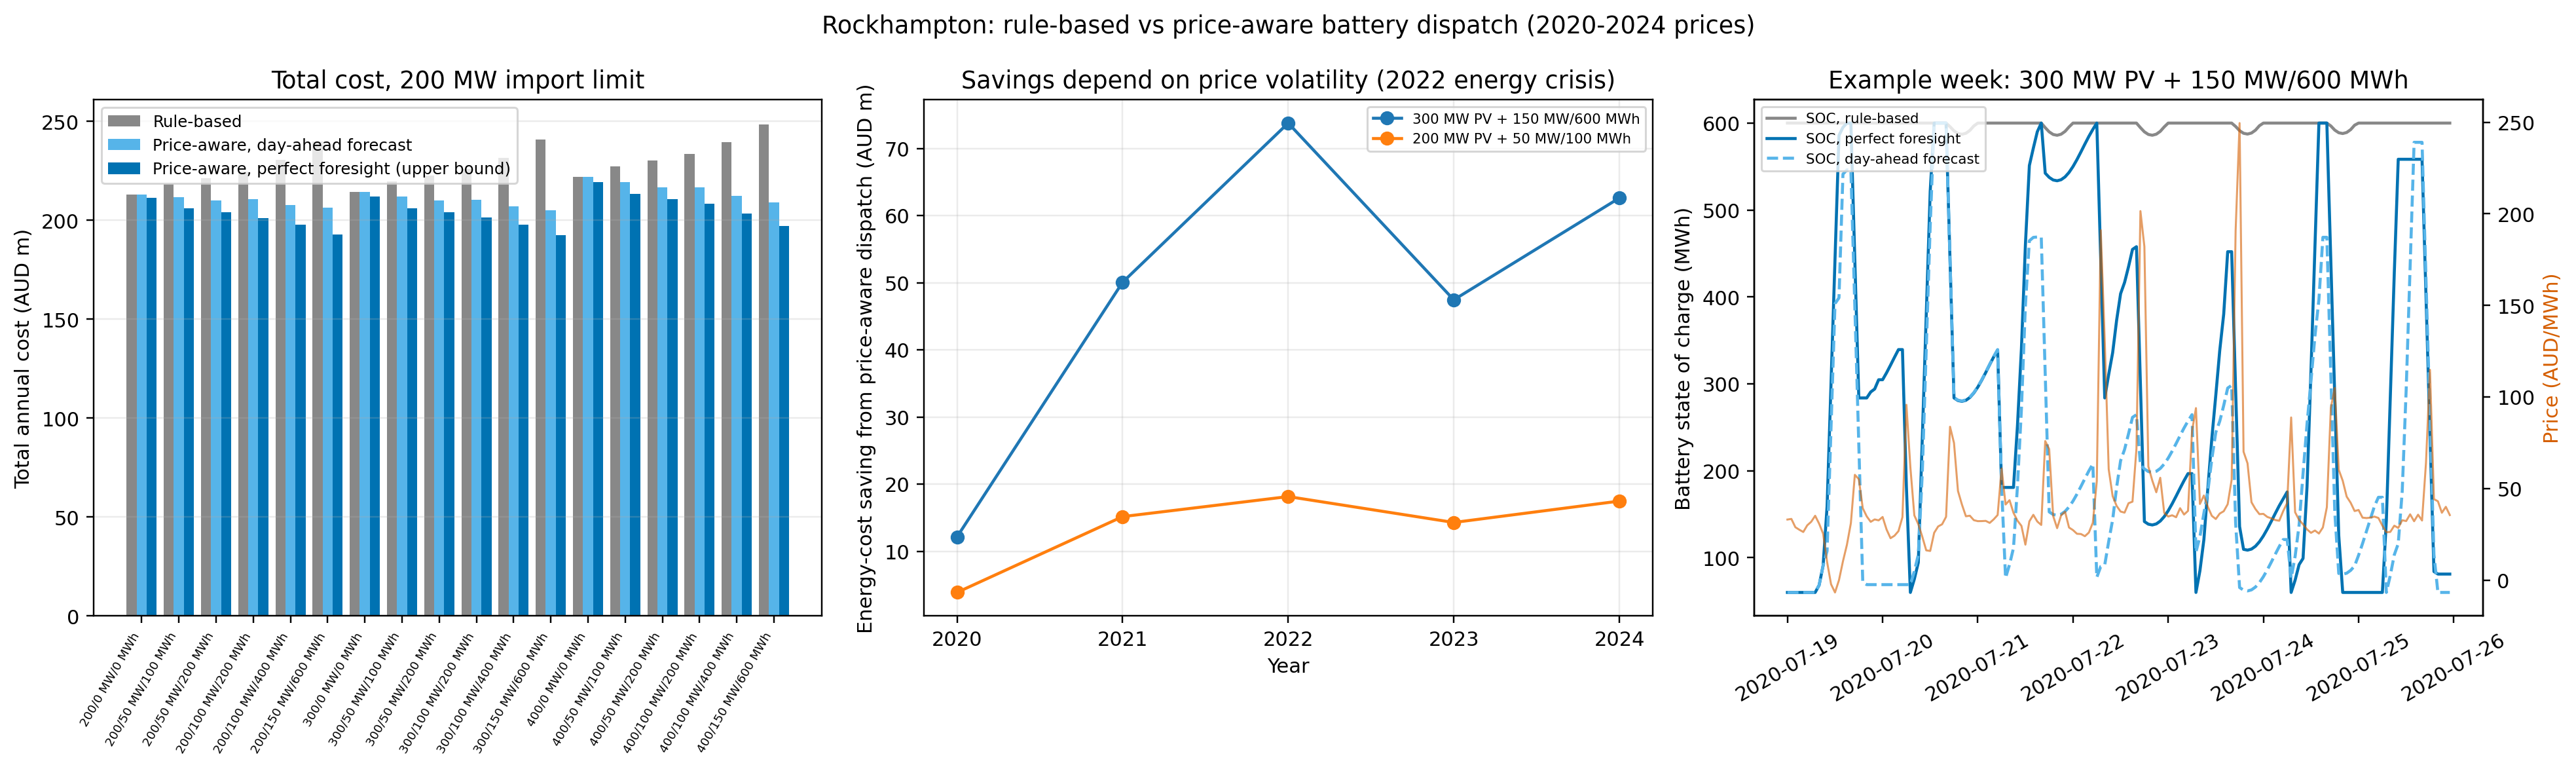 Rockhampton: rule-based vs price-aware battery dispatch (2020-2024 prices)
Total cost, 200 MW import limit
Total annual cost (AUD m)
250
200
150
100
50
0
Rule-based
Price-aware, day-ahead forecast
Price-aware, perfect foresight (upper bound)
200/0 MW/0 MWh
200/50 MW/100 MWh
200/50 MW/200 MWh
200/100 MW/200 MWh
200/100 MW/400 MWh
200/150 MW/600 MWh
300/0 MW/0 MWh
300/50 MW/100 MWh
300/50 MW/200 MWh
300/100 MW/200 MWh
300/100 MW/400 MWh
300/150 MW/600 MWh
400/0 MW/0 MWh
400/50 MW/100 MWh
400/50 MW/200 MWh
400/100 MW/200 MWh
400/100 MW/400 MWh
400/150 MW/600 MWh
Savings depend on price volatility (2022 energy crisis)
Energy-cost saving from price-aware dispatch (AUD m)
70
60
50
40
30
20
10
300 MW PV + 150 MW/600 MWh
200 MW PV + 50 MW/100 MWh
2020
2021
2022
2023
2024
Year
Example week: 300 MW PV + 150 MW/600 MWh
Battery state of charge (MWh)
600
500
400
300
200
100
SOC, rule-based
SOC, perfect foresight
SOC, day-ahead forecast
250
200
150
100
50
0
Price (AUD/MWh)
2020-07-19
2020-07-20
2020-07-21
2020-07-22
2020-07-23
2020-07-24
2020-07-25
2020-07-26